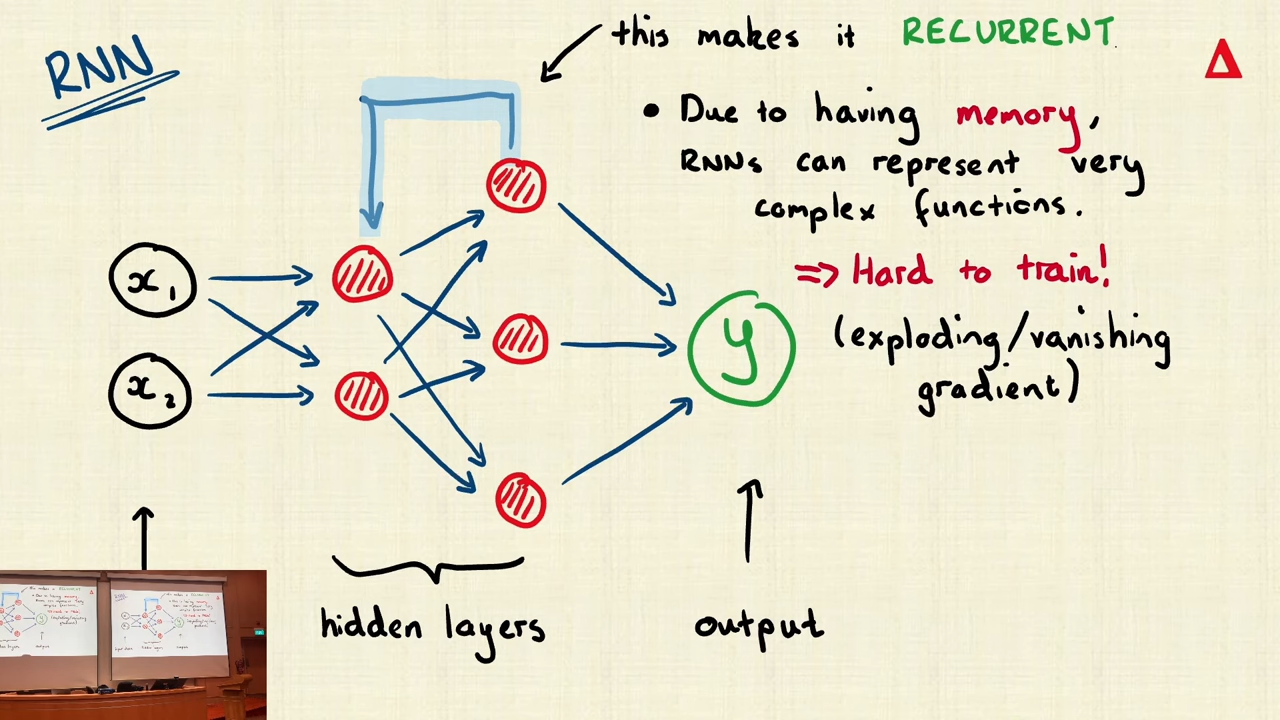 RNN
this makes it RECURRENT.
• Due to having memory,
RNNs can represent very
complex functions.
=> Hard to train!
(exploding/vanishing
gradient)
x1
x2
y
hidden layers
output